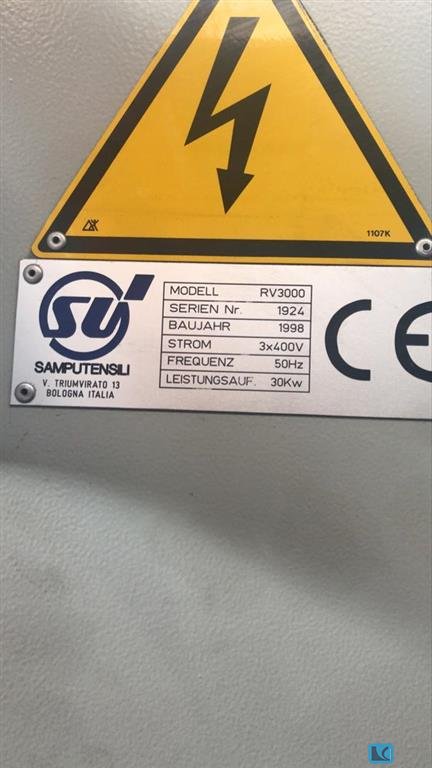 1107K
SU
SAMPUTENSILI
V. TRIUMVIRATO 13
BOLOGNA ITALIA
MODELL RV3000
SERIEN Nr. 1924
BAUJAHR 1998
STROM 3x400V
FREQUENZ 50Hz
LEISTUNGSAUF. 30Kw
CE